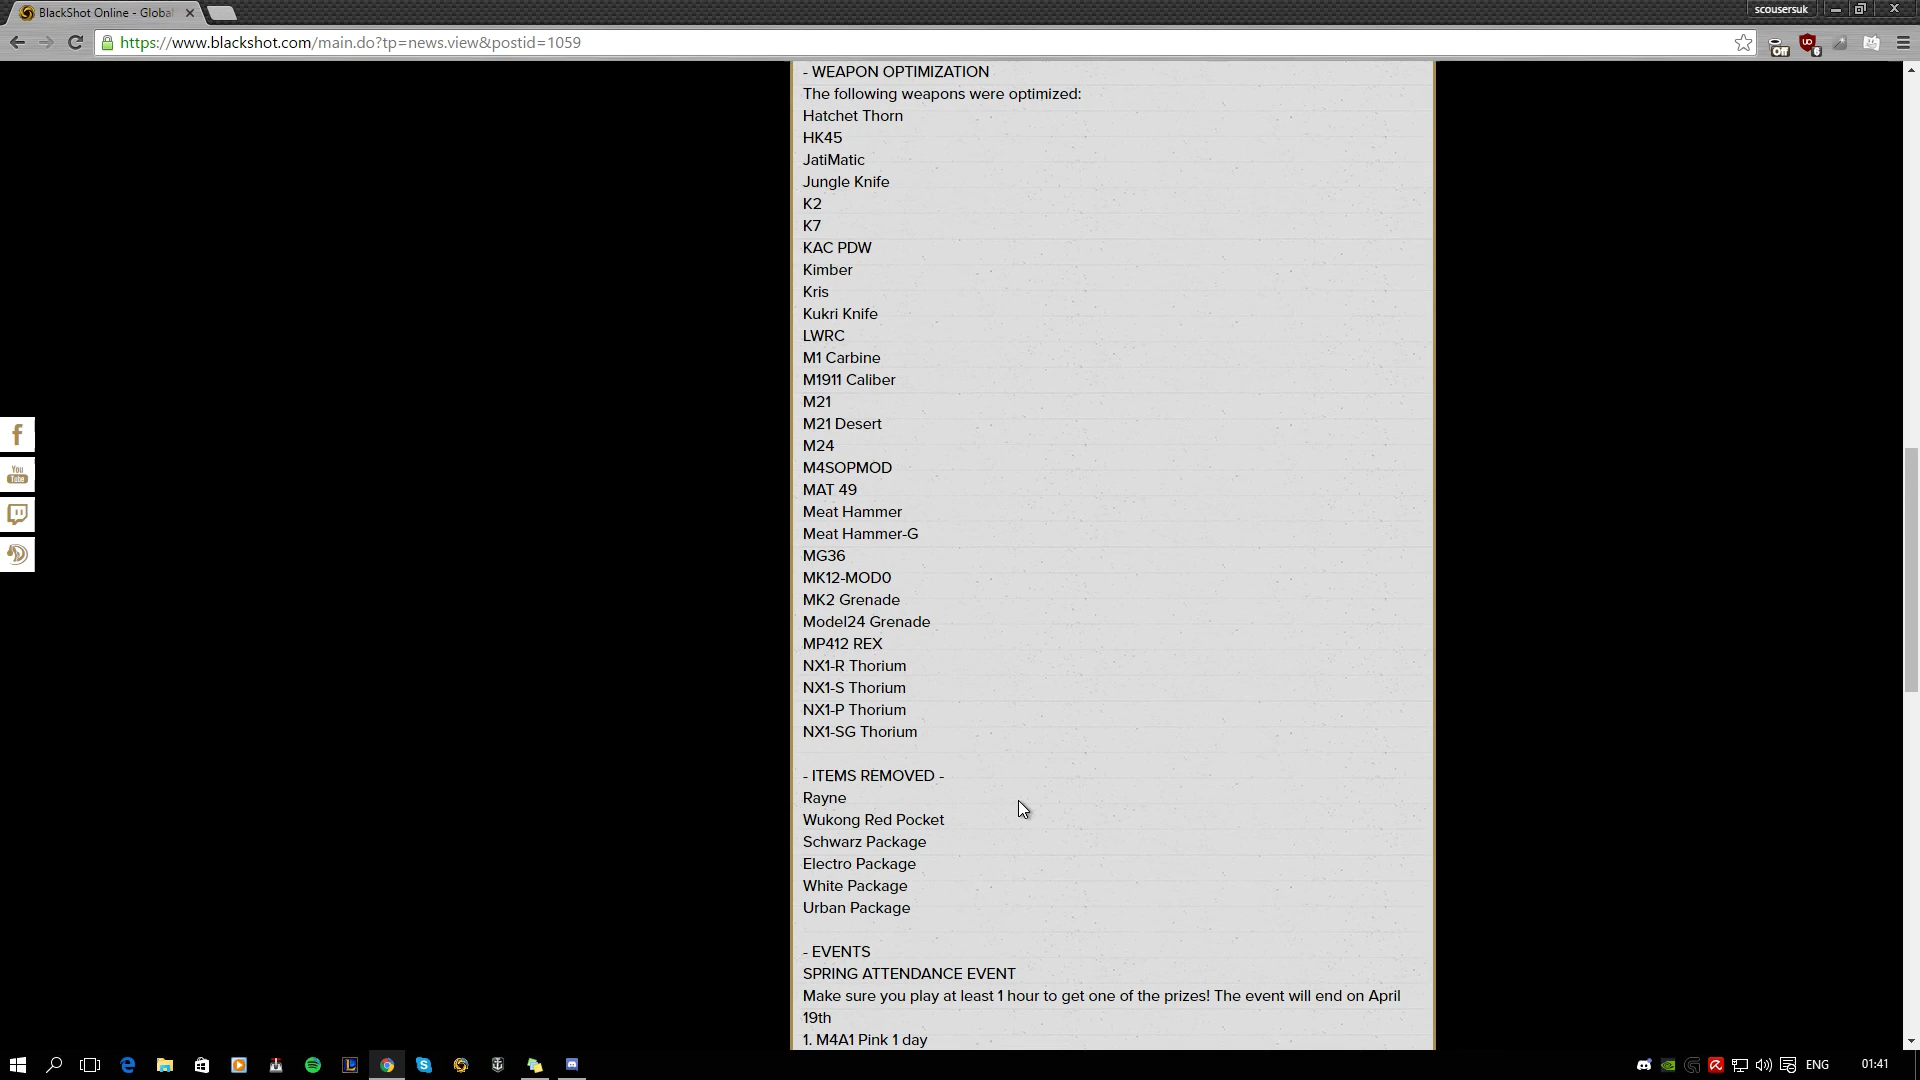 BlackShot Online - Globa
scousersuk
https://www.blackshot.com/main.do?tp=news.view&postid=1059
Off
UO
6
- WEAPON OPTIMIZATION
The following weapons were optimized:
Hatchet Thorn
HK45
JatiMatic
Jungle Knife
K2
K7
KAC PDW
Kimber
Kris
Kukri Knife
LWRC
M1 Carbine
M1911 Caliber
M21
M21 Desert
M24
M4SOPMOD
MAT 49
Meat Hammer
Meat Hammer-G
MG36
MK12-MOD0
MK2 Grenade
Model24 Grenade
MP412 REX
NX1-R Thorium
NX1-S Thorium
NX1-P Thorium
NX1-SG Thorium
- ITEMS REMOVED -
Rayne
Wukong Red Pocket
Schwarz Package
Electro Package
White Package
Urban Package
- EVENTS
SPRING ATTENDANCE EVENT
Make sure you play at least 1 hour to get one of the prizes! The event will end on April
19th
1. M4A1 Pink 1 day
You
Tube
ENG
01:41